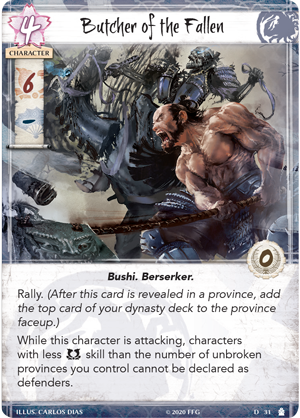 Butcher of the Fallen
4
CHARACTER
6
-
0
Bushi. Berserker.
Rally. (After this card is revealed in a province, add
the top card of your dynasty deck to the province
faceup.)
While this character is attacking, characters
with less skill than the number of unbroken
provinces you control cannot be declared as
defenders.
ILLUS. CARLOS DIAS
© 2020 FFG
D 31